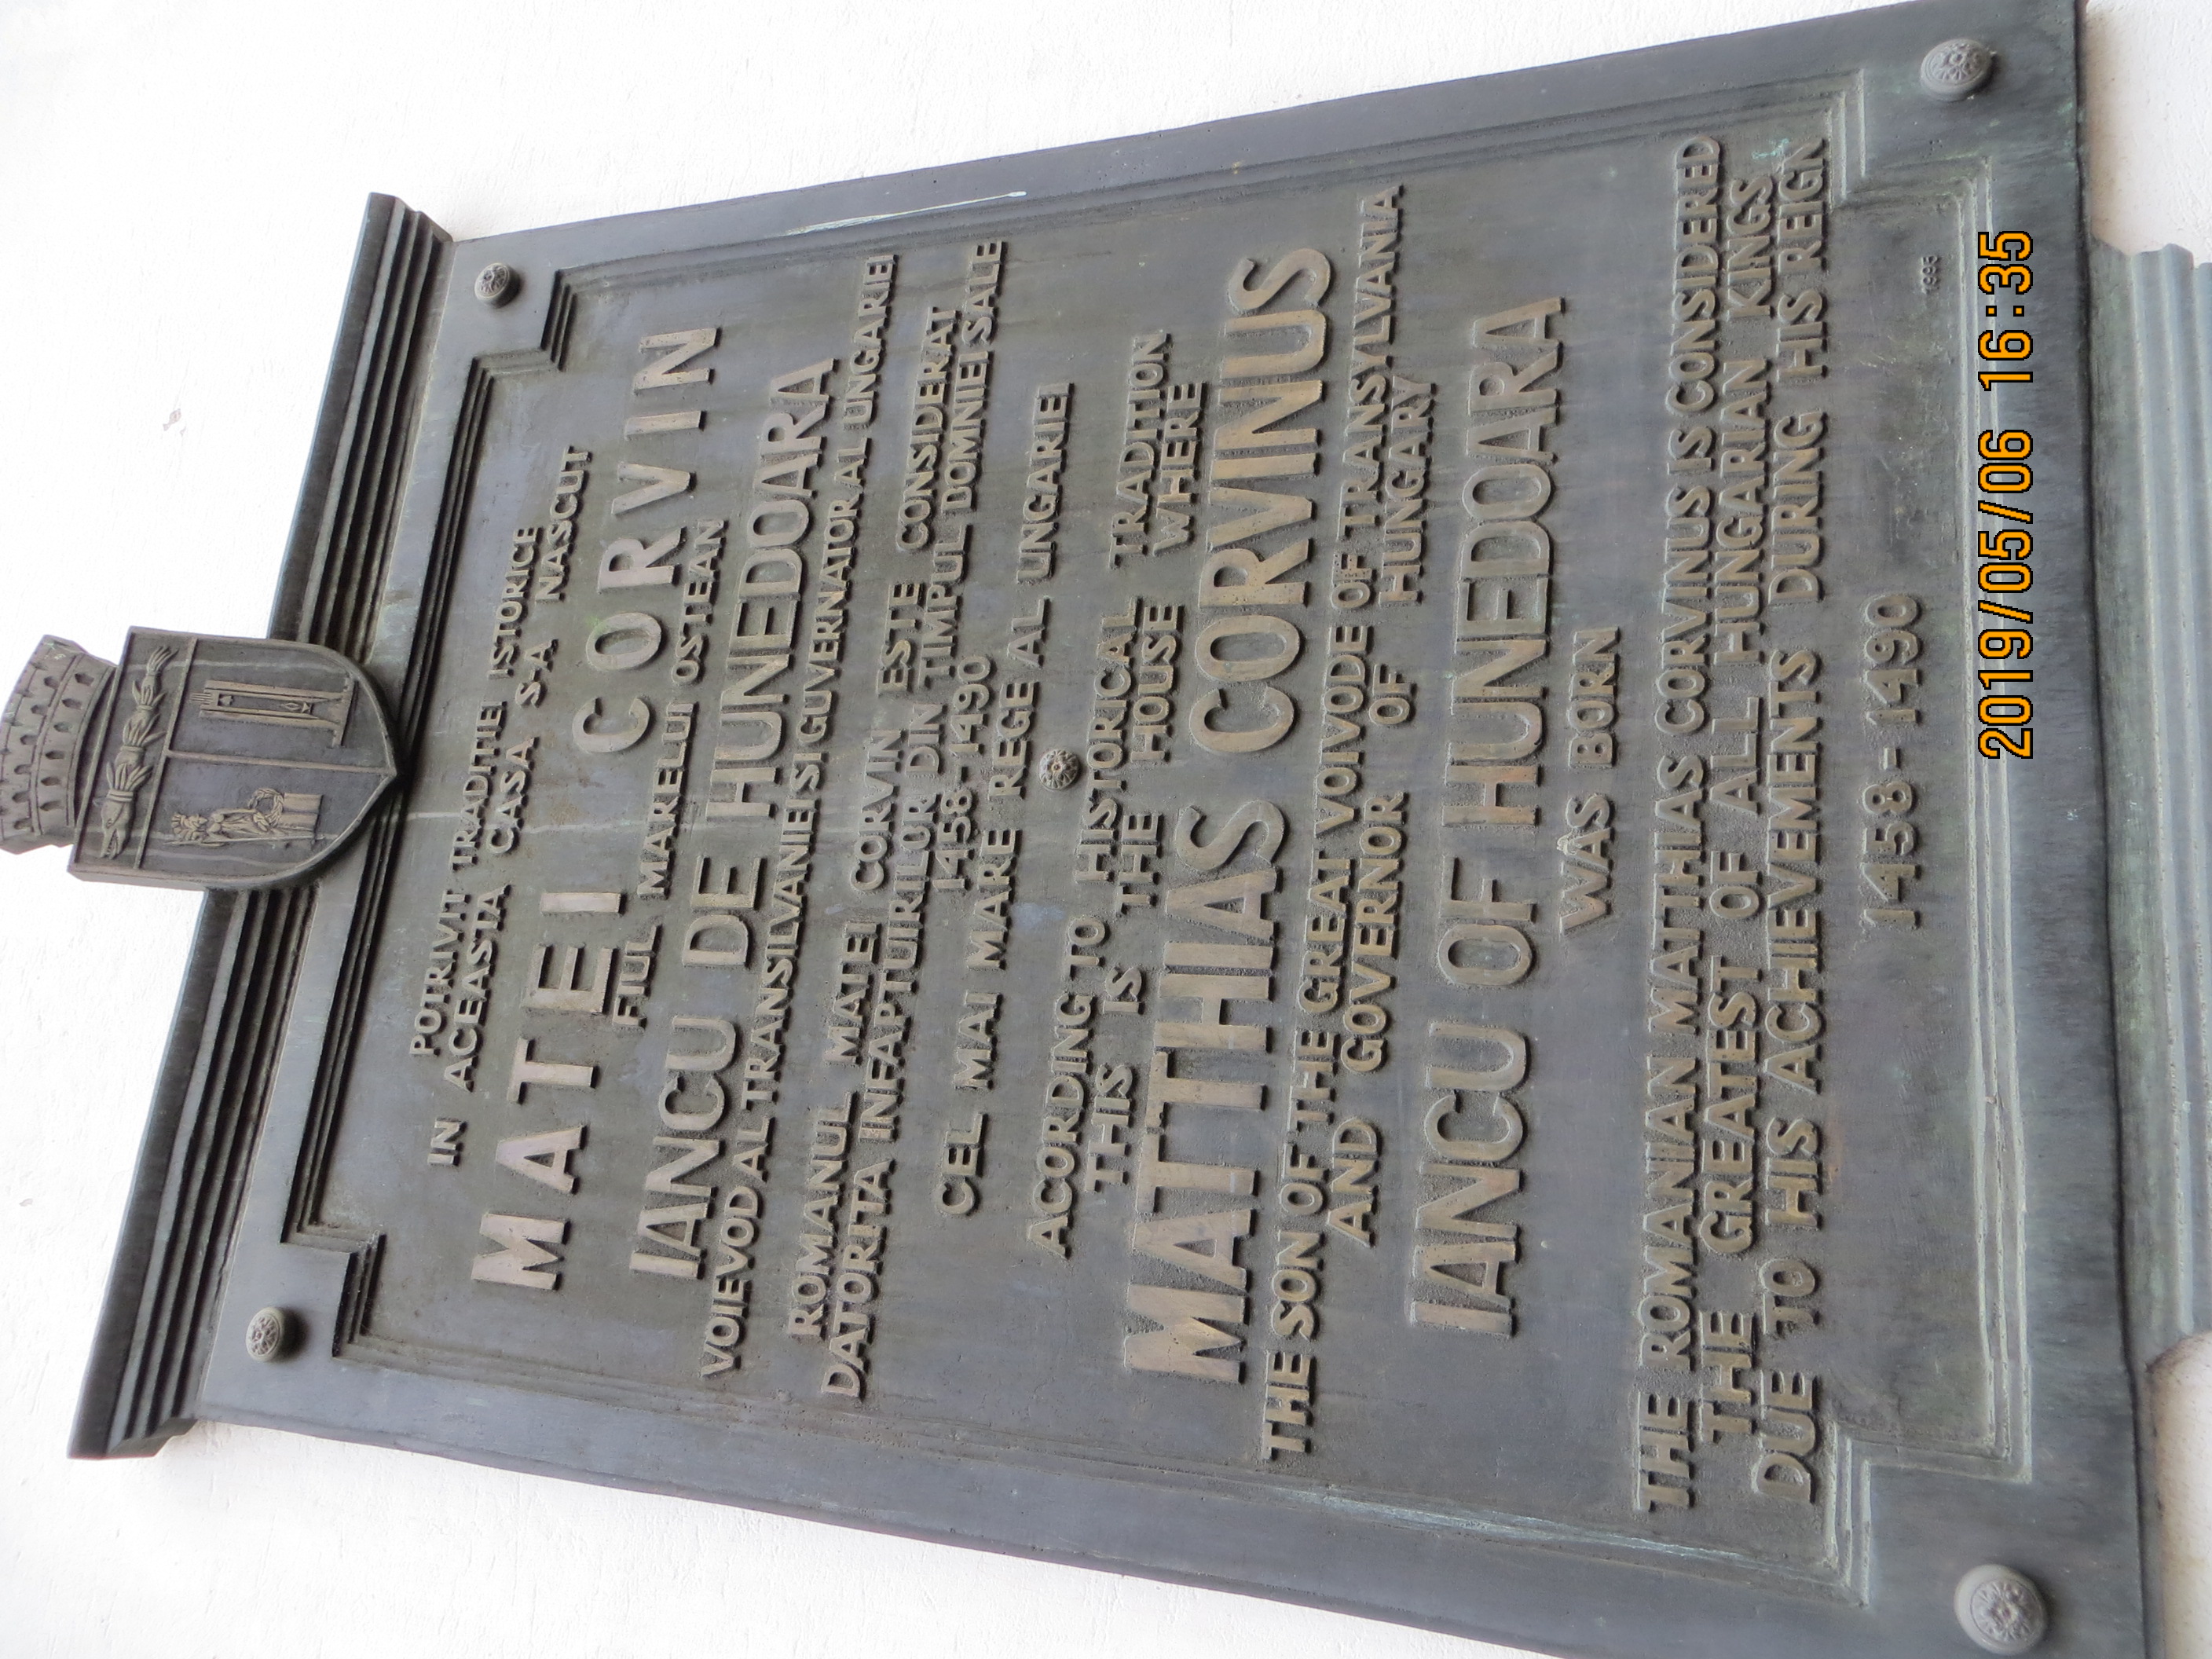 POTRIVIT TRADITIEI ISTORICE
IN ACEASTA CASA S-A NASCUT
MATEI CORVIN
FIUL MARELUI OSTEAN
IANCU DE HUNEDOARA
VOIEVOD AL TRANSILVANIEI SI GUVERNATOR AL UNGARIEI
ROMANUL MATEI CORVIN ESTE CONSIDERAT
DATORITA INFAPTUIRILOR DIN TIMPUL DOMNIEI SALE
1458-1490
CEL MAI MARE REGE AL UNGARIEI
ACORDING TO HISTORICAL TRADITION
THIS IS THE HOUSE WHERE
MATTHIAS CORVINUS
THE SON OF THE GREAT VOIVODE OF TRANSYLVANIA
AND GOVERNOR OF HUNGARY
IANCU OF HUNEDOARA
WAS BORN
THE ROMANIAN MATTHIAS CORVINUS IS CONSIDERED
THE GREATEST OF ALL HUNGARIAN KINGS
DUE TO HIS ACHIEVEMENTS DURING HIS REIGN
1458-1490
2019/05/06 16:35